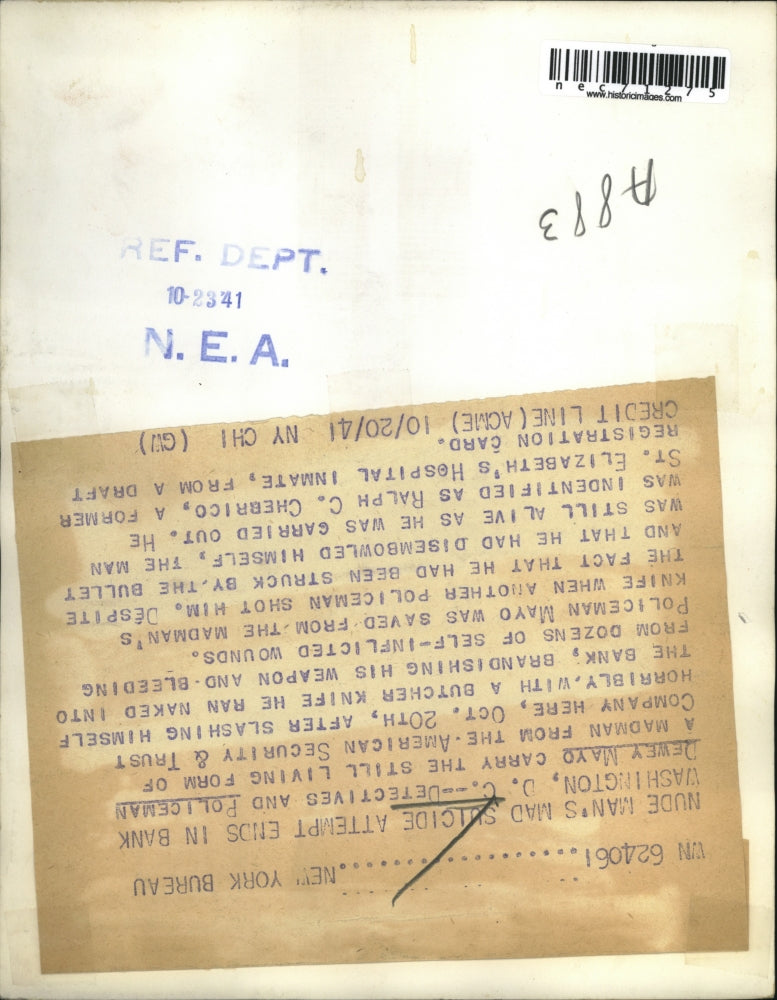 nec71275
www.historicimages.com
A883
REF. DEPT.
10-23 41
N. E. A.
WN 624061....................NEW YORK BUREAU
NUDE MAN'S MAD SUICIDE ATTEMPT ENDS IN BANK
WASHINGTON, D. C.--DETECTIVES AND POLICEMAN
DEWEY MAYO CARRY THE STILL LIVING FORM OF
A MADMAN FROM THE AMERICAN SECURITY & TRUST
COMPANY HERE, OCT. 20TH, AFTER SLASHING HIMSELF
HORRIBLY WITH A BUTCHER KNIFE HE RAN NAKED INTO
THE BANK, BRANDISHING HIS WEAPON AND BLEEDING
FROM DOZENS OF SELF-INFLICTED WOUNDS.
POLICEMAN MAYO WAS SAVED FROM THE MADMAN'S
KNIFE WHEN ANOTHER POLICEMAN SHOT HIM. DESPITE
THE FACT THAT HE HAD BEEN STRUCK BY THE BULLET
AND THAT HE HAD DISEMBOWLED HIMSELF, THE MAN
WAS STILL ALIVE AS HE WAS CARRIED OUT. HE
WAS INDENTIFIED AS RALPH C. CHERRICO, A FORMER
ST. ELIZABETH'S HOSPITAL INMATE, FROM A DRAFT
REGISTRATION CARD.
CREDIT LINE (ACME) 10/20/41 NY CHI (GW)